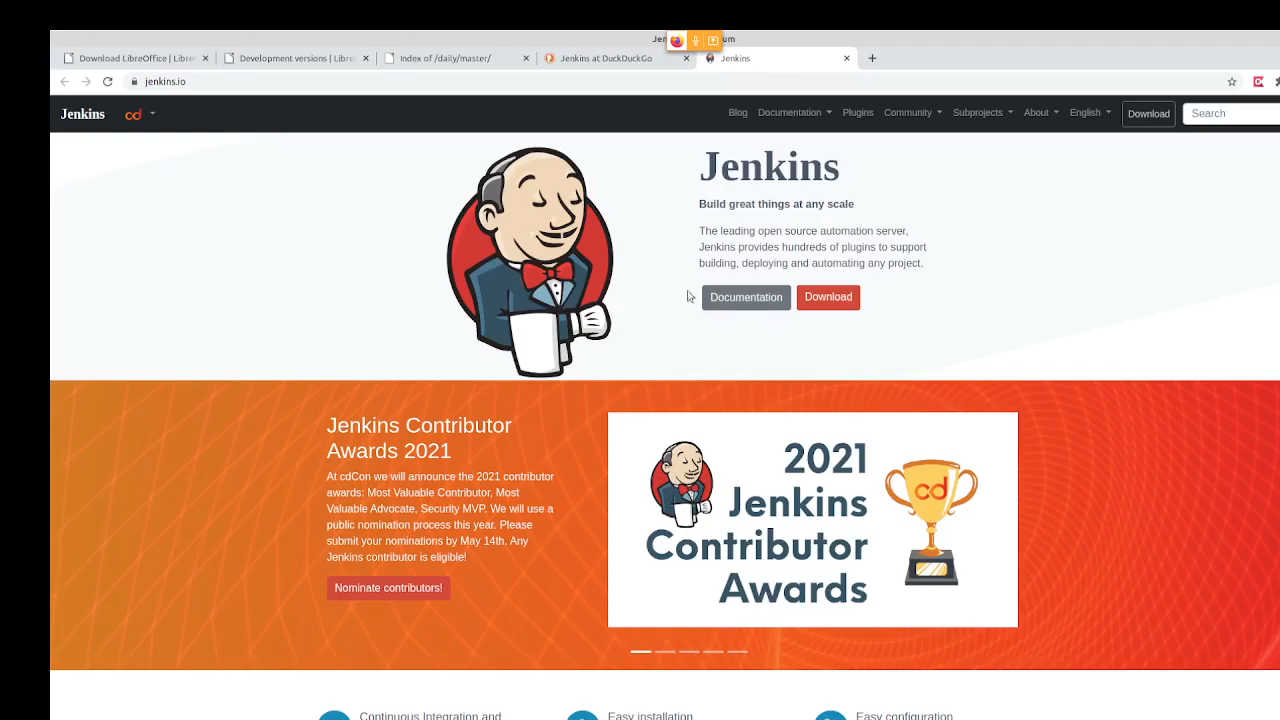 Jen
um
Download LibreOffice | Libre
Development versions | Libre
Index of /daily/master/
Jenkins at DuckDuckGo
Jenkins
jenkins.io
Jenkins
cd
Blog
Documentation
Plugins
Community
Subprojects
About
English
Download
Search
Jenkins
Build great things at any scale
The leading open source automation server,
Jenkins provides hundreds of plugins to support
building, deploying and automating any project.
Documentation
Download
Jenkins Contributor
Awards 2021
At cdCon we will announce the 2021 contributor
awards: Most Valuable Contributor, Most
Valuable Advocate, Security MVP. We will use a
public nomination process this year. Please
submit your nominations by May 14th. Any
Jenkins contributor is eligible!
Nominate contributors!
2021
Jenkins
Contributor
Awards
cd
Continuous Integration and
Easy installation
Easy configuration